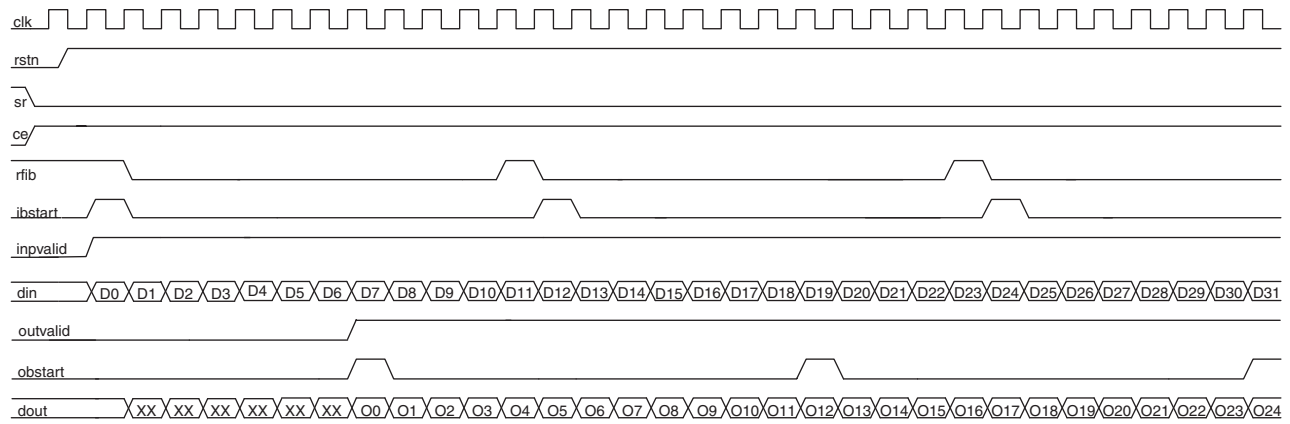 clk
rstn
sr
ce
rfib
ibstart
inpvalid
din D0 D1 D2 D3 D4 D5 D6 D7 D8 D9 D10 D11 D12 D13 D14 D15 D16 D17 D18 D19 D20 D21 D22 D23 D24 D25 D26 D27 D28 D29 D30 D31
outvalid
obstart
dout XX XX XX XX XX XX O0 O1 O2 O3 O4 O5 O6 O7 O8 O9 O10 O11 O12 O13 O14 O15 O16 O17 O18 O19 O20 O21 O22 O23 O24